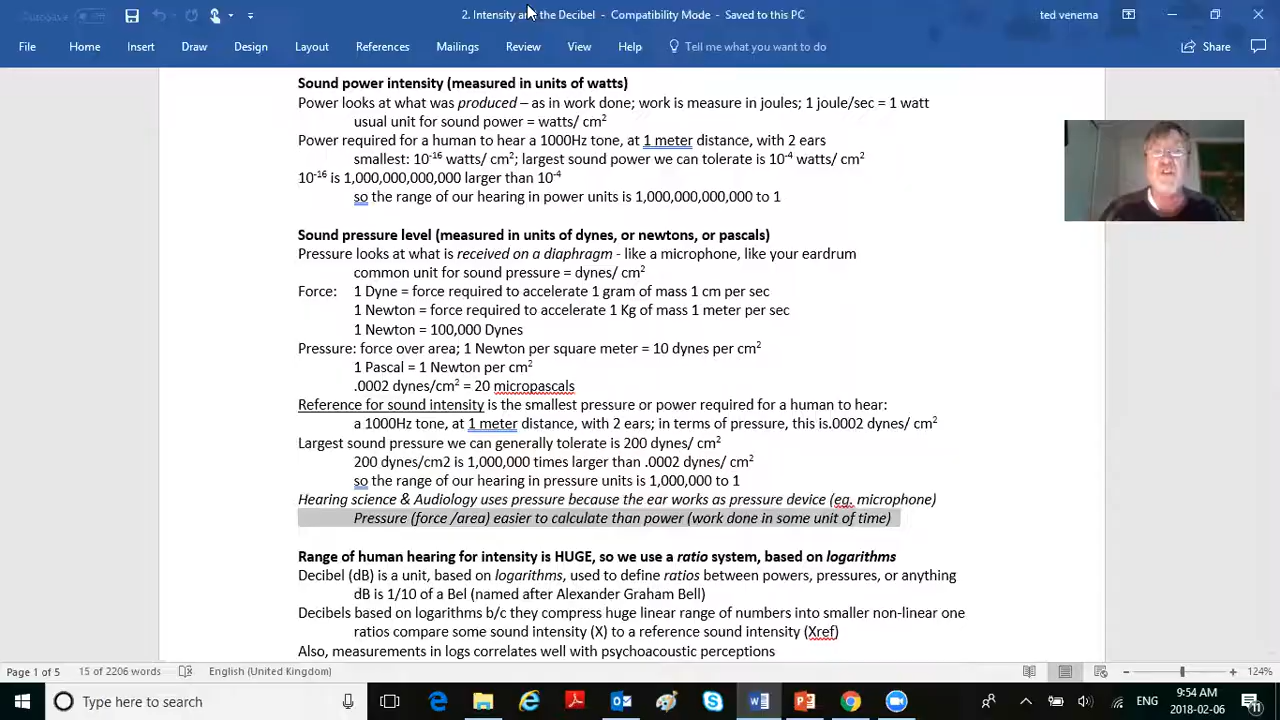 AutoSave
2. Intensity and the Decibel - Compatibility Mode - Saved to this PC
ted venema
File Home Insert Draw Design Layout References Mailings Review View Help Tell me what you want to do Share
Sound power intensity (measured in units of watts)
Power looks at what was produced – as in work done; work is measure in joules; 1 joule/sec = 1 watt
usual unit for sound power = watts/ cm²
Power required for a human to hear a 1000Hz tone, at 1 meter distance, with 2 ears
smallest: 10⁻¹⁶ watts/ cm²; largest sound power we can tolerate is 10⁻⁴ watts/ cm²
10⁻¹⁶ is 1,000,000,000,000 larger than 10⁻⁴
so the range of our hearing in power units is 1,000,000,000,000 to 1
Sound pressure level (measured in units of dynes, or newtons, or pascals)
Pressure looks at what is received on a diaphragm - like a microphone, like your eardrum
common unit for sound pressure = dynes/ cm²
Force: 1 Dyne = force required to accelerate 1 gram of mass 1 cm per sec
1 Newton = force required to accelerate 1 Kg of mass 1 meter per sec
1 Newton = 100,000 Dynes
Pressure: force over area; 1 Newton per square meter = 10 dynes per cm²
1 Pascal = 1 Newton per cm²
.0002 dynes/cm² = 20 micropascals
Reference for sound intensity is the smallest pressure or power required for a human to hear:
a 1000Hz tone, at 1 meter distance, with 2 ears; in terms of pressure, this is.0002 dynes/ cm²
Largest sound pressure we can generally tolerate is 200 dynes/ cm²
200 dynes/cm2 is 1,000,000 times larger than .0002 dynes/ cm²
so the range of our hearing in pressure units is 1,000,000 to 1
Hearing science & Audiology uses pressure because the ear works as pressure device (eg. microphone)
Pressure (force /area) easier to calculate than power (work done in some unit of time)
Range of human hearing for intensity is HUGE, so we use a ratio system, based on logarithms
Decibel (dB) is a unit, based on logarithms, used to define ratios between powers, pressures, or anything
dB is 1/10 of a Bel (named after Alexander Graham Bell)
Decibels based on logarithms b/c they compress huge linear range of numbers into smaller non-linear one
ratios compare some sound intensity (X) to a reference sound intensity (Xref)
Also, measurements in logs correlates well with psychoacoustic perceptions
Page 1 of 5 15 of 2206 words English (United Kingdom) 124%
Type here to search
ENG
9:54 AM
2018-02-06
11